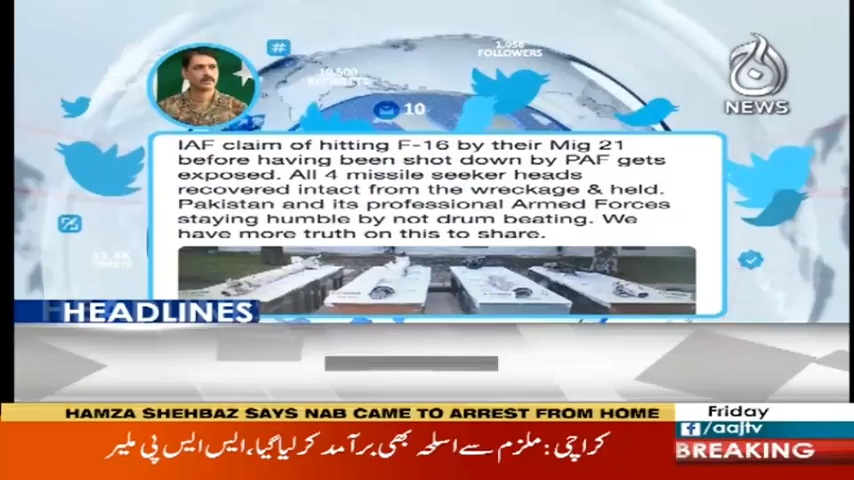 1,056
FOLLOWERS
10,500
RETWEETS
10
NEWS
IAF claim of hitting F-16 by their Mig 21
before having been shot down by PAF gets
exposed. All 4 missile seeker heads
recovered intact from the wreckage & held.
Pakistan and its professional Armed Forces
staying humble by not drum beating. We
have more truth on this to share.
HEADLINES
HAMZA SHEHBAZ SAYS NAB CAME TO ARREST FROM HOME
Friday
/aajtv
BREAKING
کراچی: ملزم سے اسلحہ بھی برآمد کرلیا گیا، ایس ایس پی ملیر